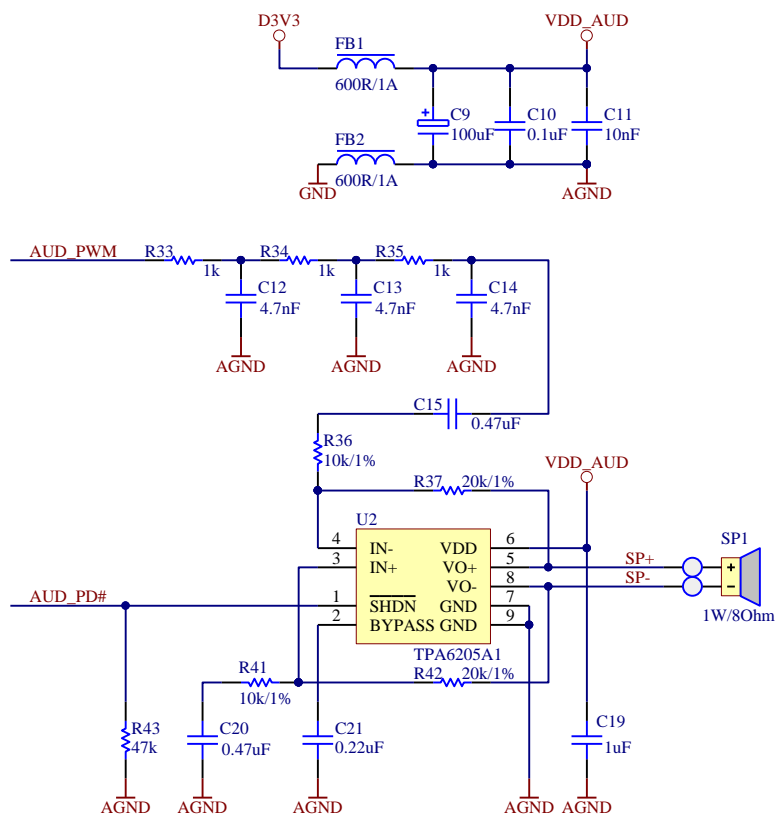 D3V3
VDD_AUD
FB1
600R/1A
C9
100uF
C10
0.1uF
C11
10nF
FB2
600R/1A
GND
AGND
AUD_PWM
R33
1k
R34
1k
R35
1k
C12
4.7nF
C13
4.7nF
C14
4.7nF
AGND
AGND
AGND
C15
0.47uF
R36
10k/1%
R37
20k/1%
VDD_AUD
U2
4
IN-
3
IN+
1
SHDN
2
BYPASS
VDD
6
VO+
5
VO-
8
GND
7
GND
9
TPA6205A1
SP+
SP-
SP1
+
−
1W/8Ohm
AUD_PD#
R41
10k/1%
R42
20k/1%
R43
47k
C20
0.47uF
C21
0.22uF
C19
1uF
AGND
AGND
AGND
AGND
AGND